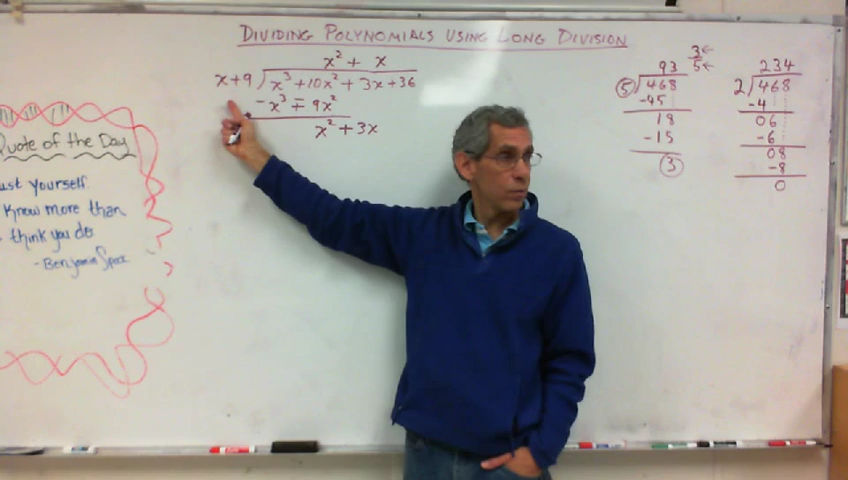 DIVIDING POLYNOMIALS USING LONG DIVISION
x² + x
x+9 x³ + 10x² + 3x + 36
-x³ ∓ 9x²
x² + 3x
Quote of the Day
ust yourself.
know more than
think you do
-Benjamin Spock
93 3←
5←
5 468
-45
18
-15
3
234
2 468
-4
06
-6
08
-8
0